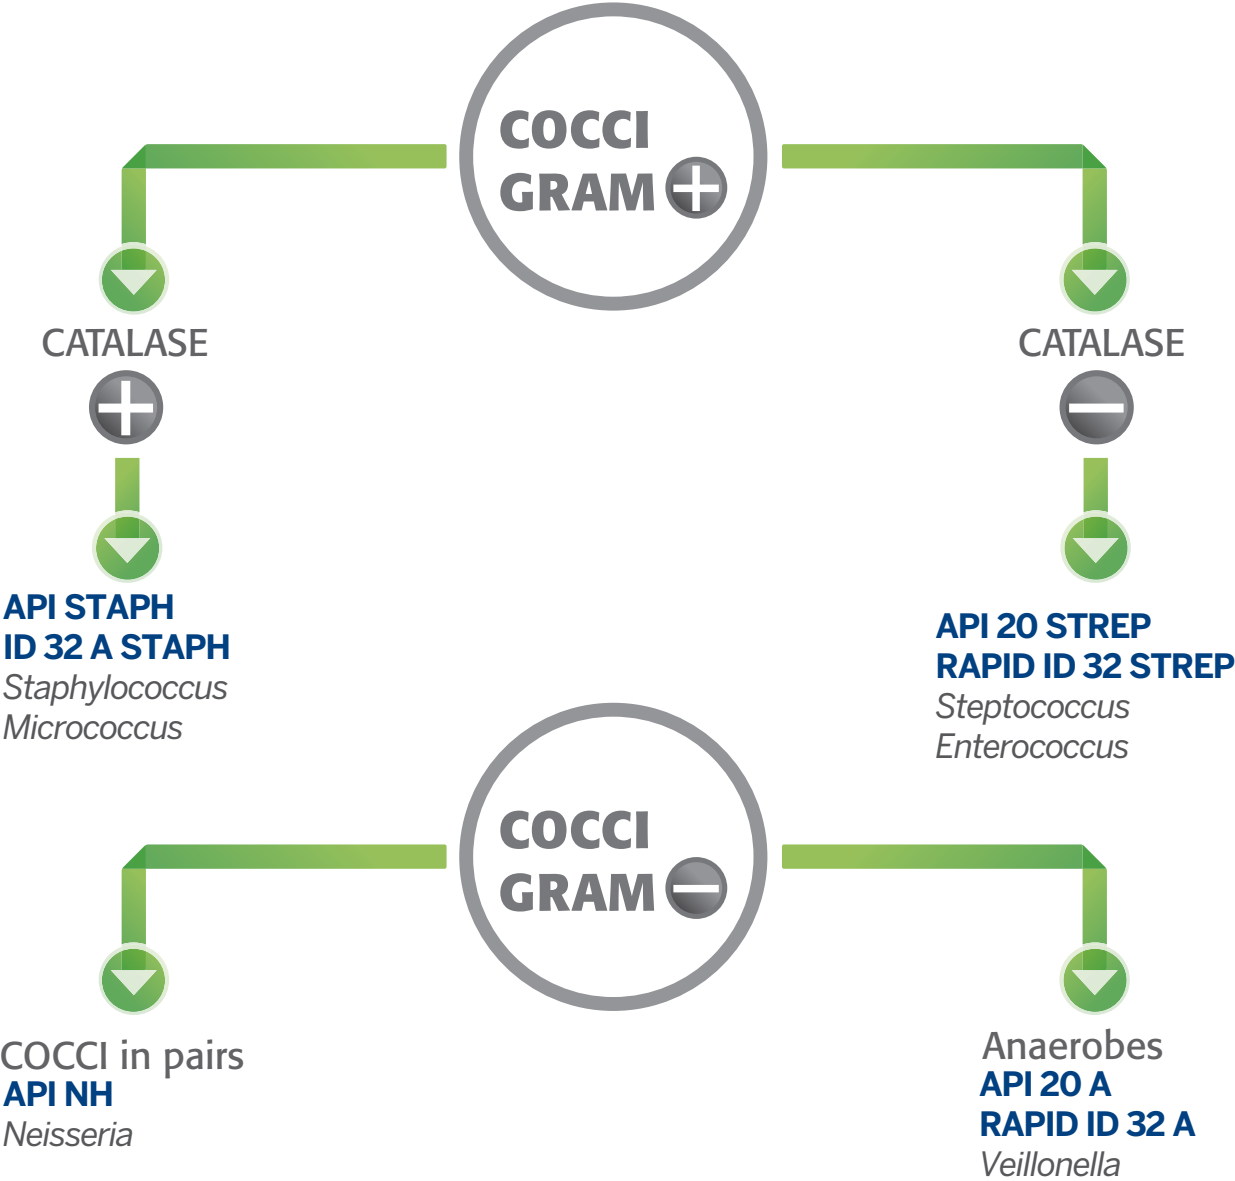 COCCI
GRAM +
CATALASE
+
API STAPH
ID 32 A STAPH
Staphylococcus
Micrococcus
CATALASE
−
API 20 STREP
RAPID ID 32 STREP
Steptococcus
Enterococcus
COCCI
GRAM −
COCCI in pairs
API NH
Neisseria
Anaerobes
API 20 A
RAPID ID 32 A
Veillonella